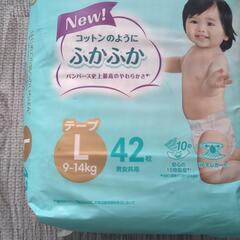 New!
コットンのように
ふかふか
パンパース史上最高のやわらかさ
テープ
L
9-14kg
42枚
男女共用
10